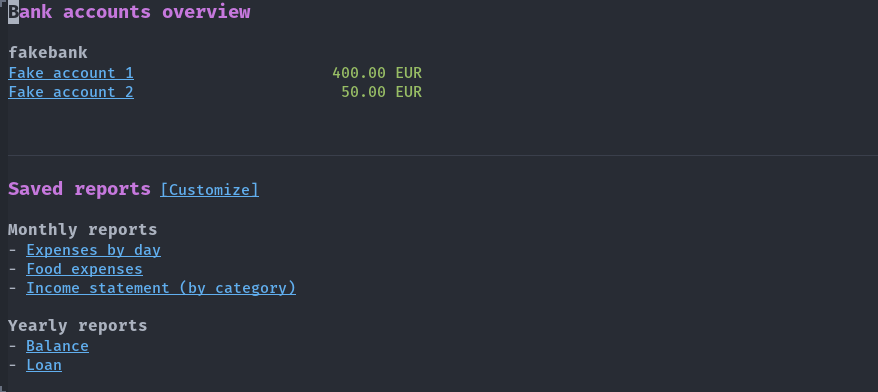 Bank accounts overview
fakebank
Fake account 1 400.00 EUR
Fake account 2 50.00 EUR
Saved reports [Customize]
Monthly reports
- Expenses by day
- Food expenses
- Income statement (by category)
Yearly reports
- Balance
- Loan